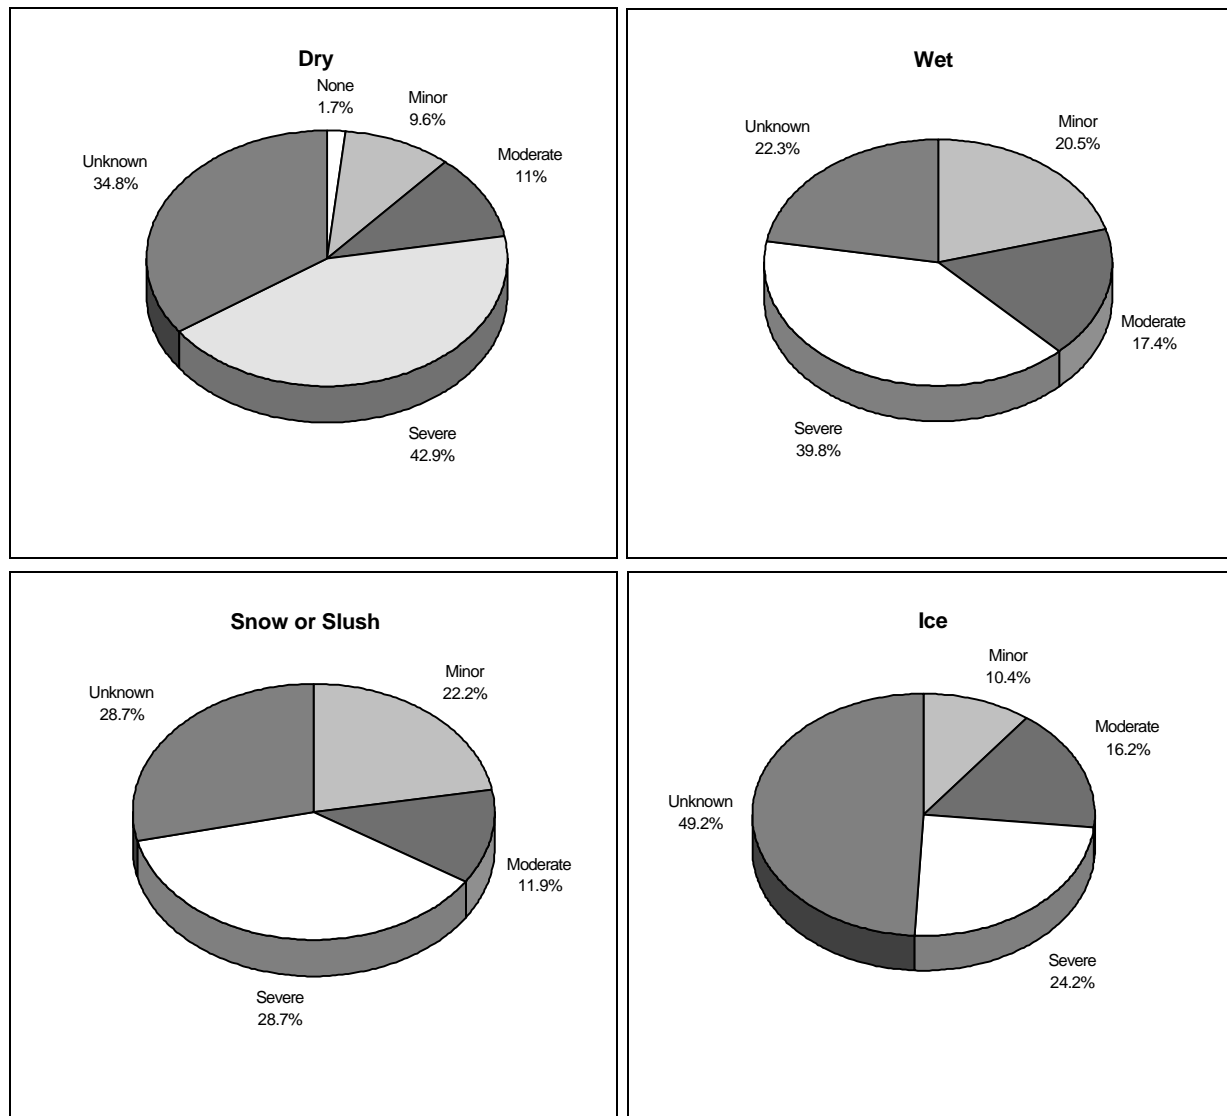 Dry
None
1.7%
Minor
9.6%
Moderate
11%
Unknown
34.8%
Severe
42.9%
Wet
Unknown
22.3%
Minor
20.5%
Moderate
17.4%
Severe
39.8%
Snow or Slush
Minor
22.2%
Unknown
28.7%
Moderate
11.9%
Severe
28.7%
Ice
Minor
10.4%
Moderate
16.2%
Unknown
49.2%
Severe
24.2%